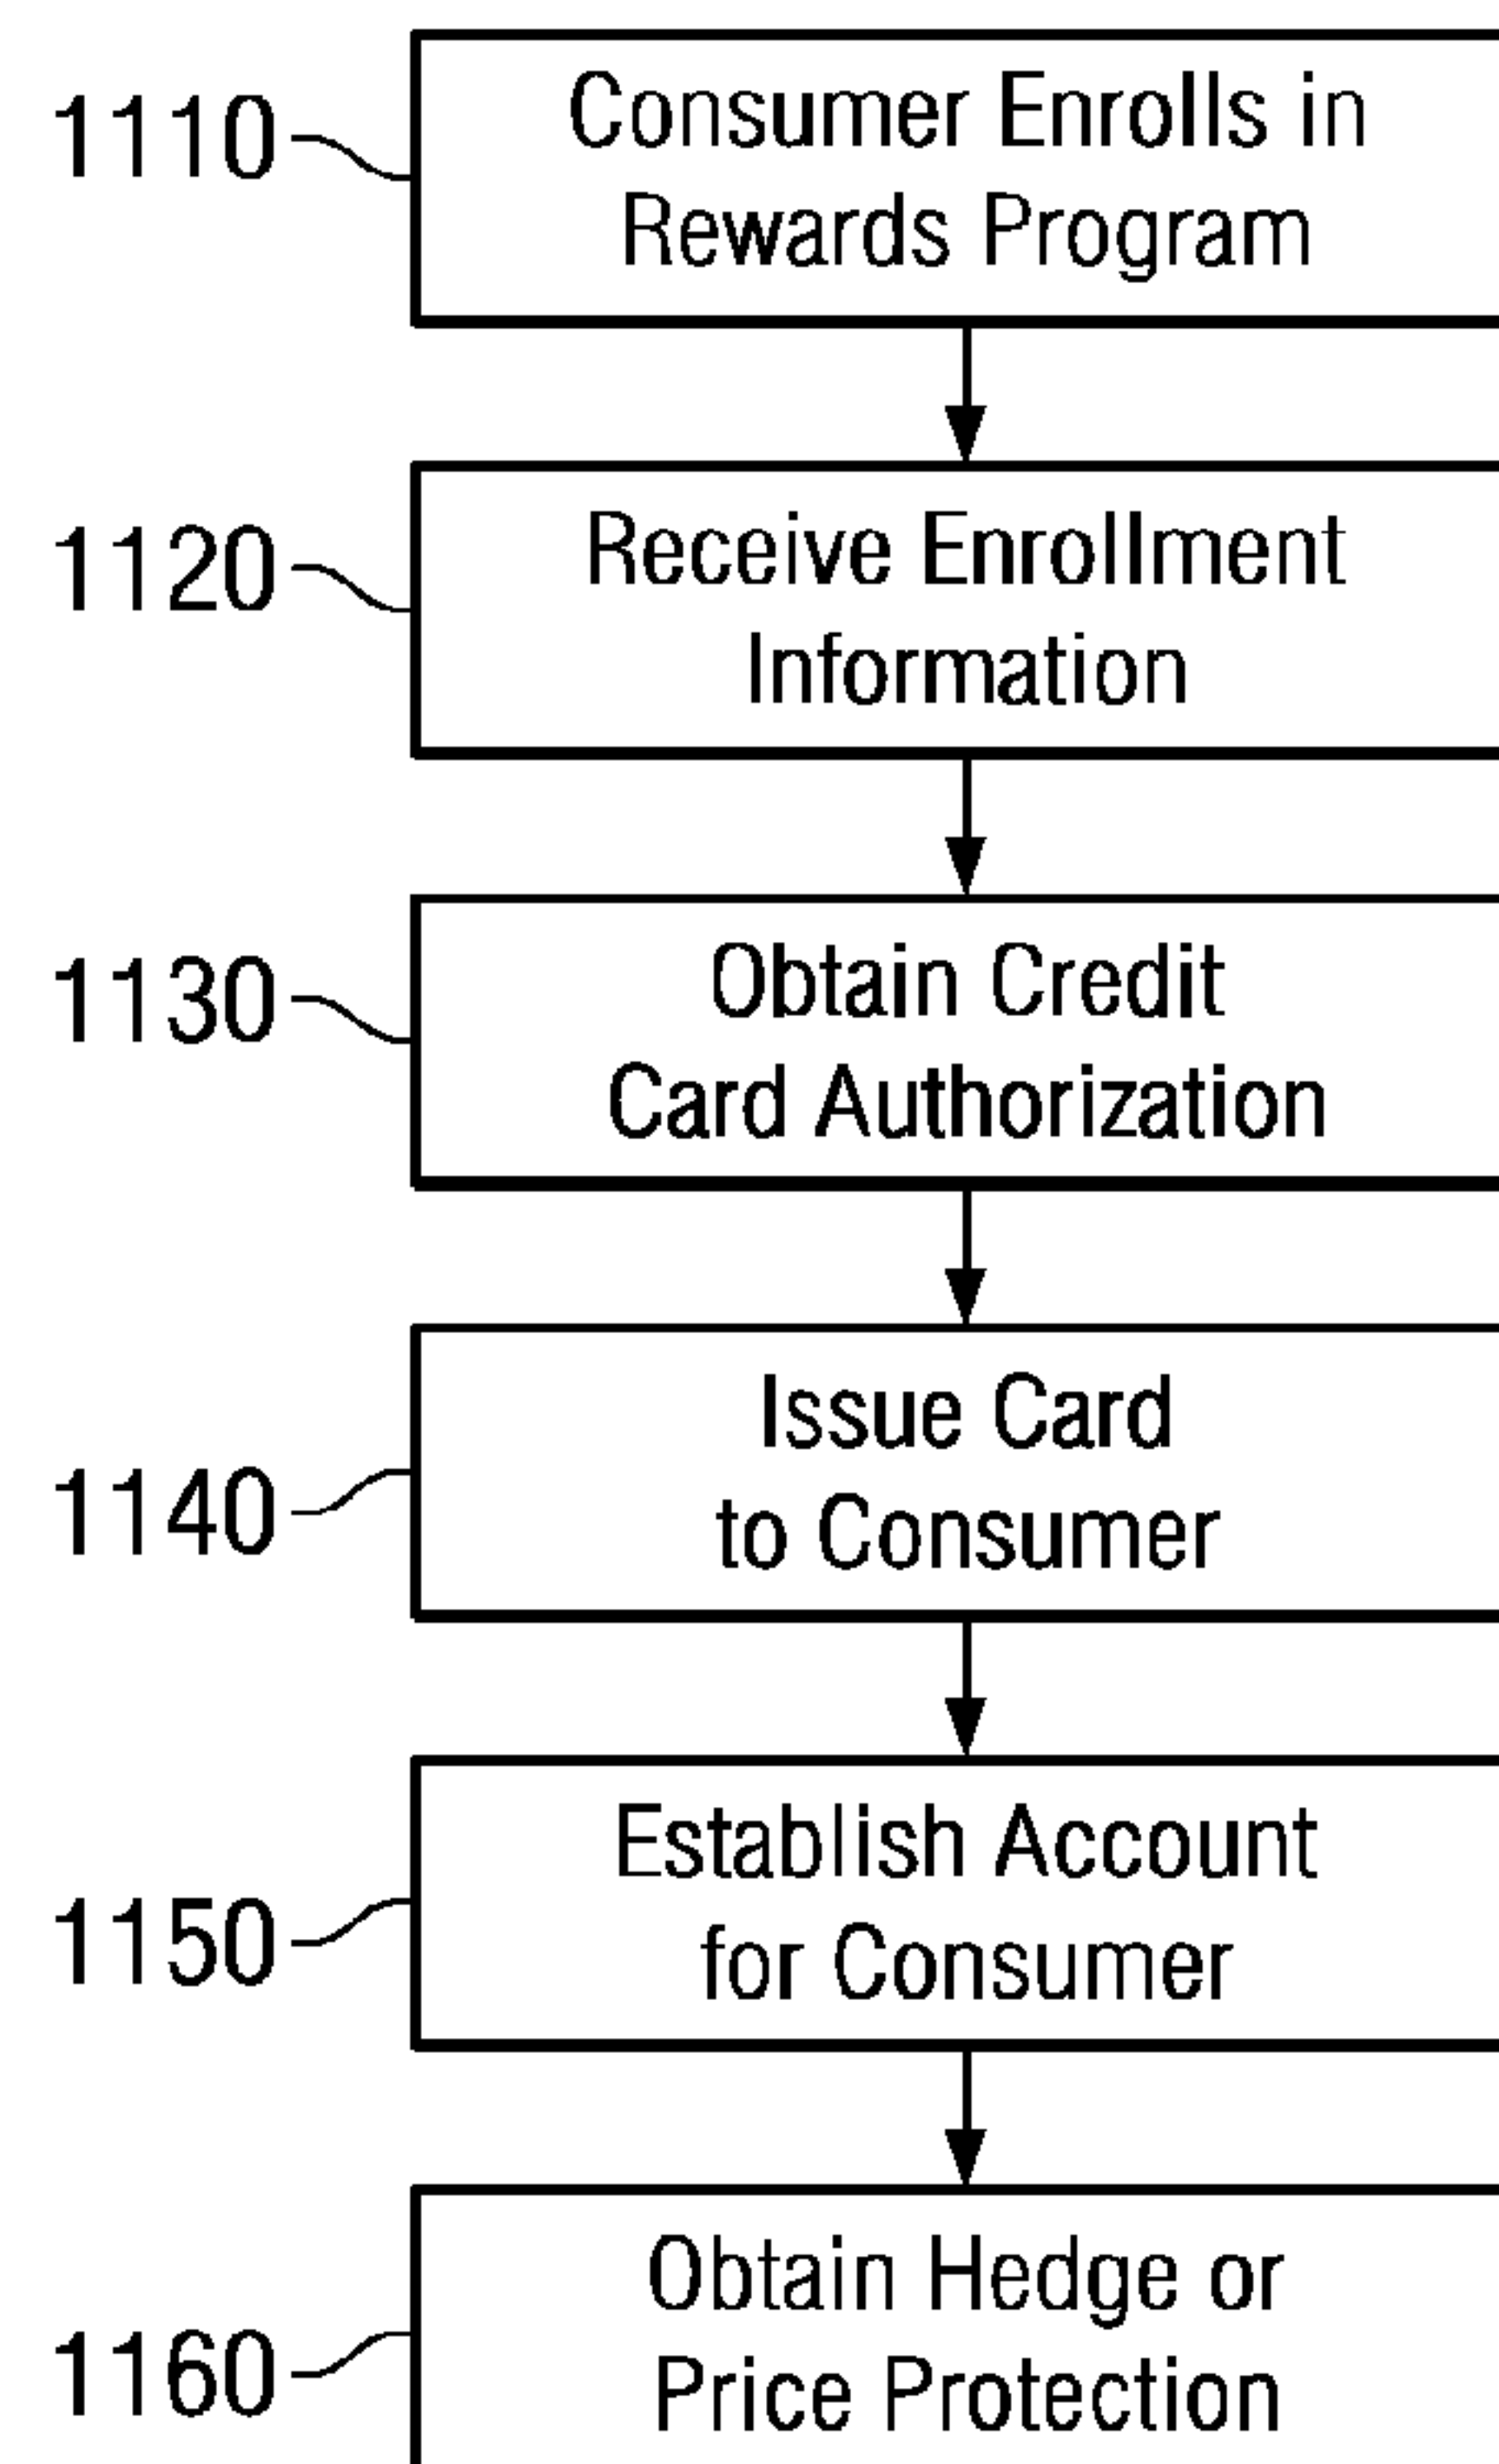 1110
Consumer Enrolls in
Rewards Program
1120
Receive Enrollment
Information
1130
Obtain Credit
Card Authorization
1140
Issue Card
to Consumer
1150
Establish Account
for Consumer
1160
Obtain Hedge or
Price Protection